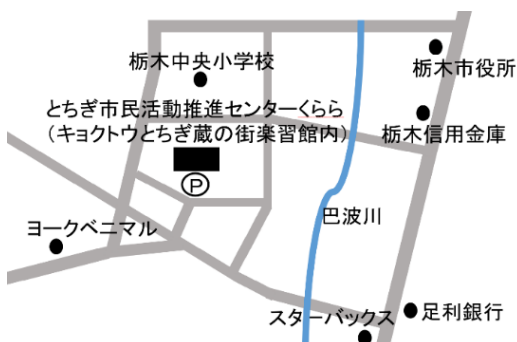 栃木中央小学校
栃木市役所
とちぎ市民活動推進センターくらら
（キョクトウとちぎ蔵の街楽習館内）
栃木信用金庫
P
ヨークベニマル
巴波川
スターバックス
足利銀行